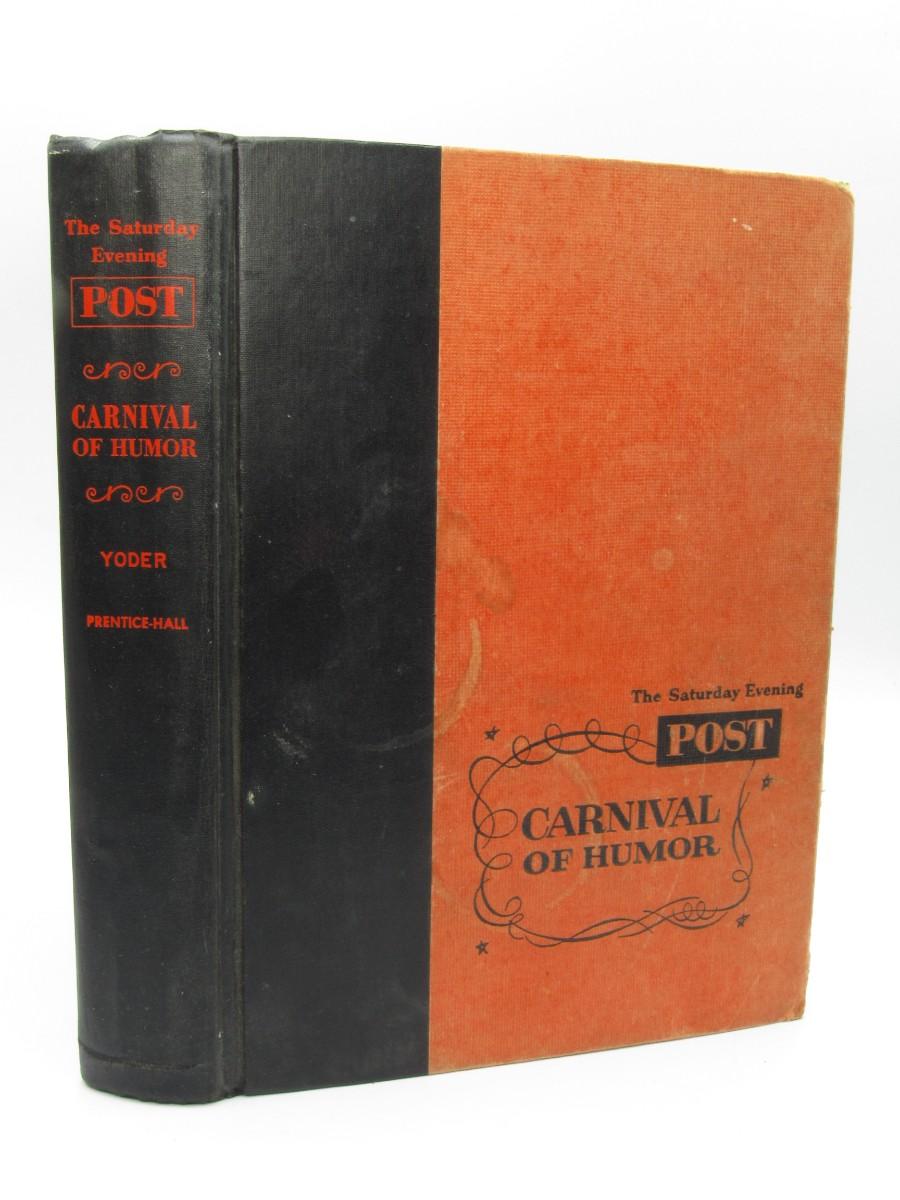 The Saturday
Evening
POST
CARNIVAL
OF HUMOR
YODER
PRENTICE-HALL
The Saturday Evening
POST
CARNIVAL
OF HUMOR